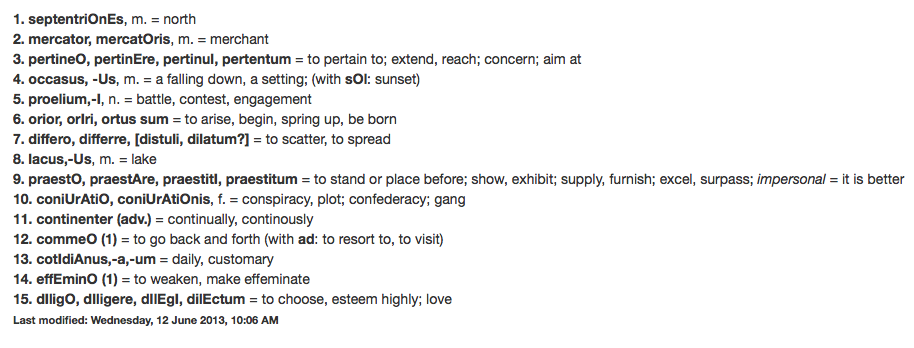 1. septentriOnEs, m. = north
2. mercator, mercatOris, m. = merchant
3. pertineO, pertinEre, pertinuI, pertentum = to pertain to; extend, reach; concern; aim at
4. occasus, -Us, m. = a falling down, a setting; (with sOl: sunset)
5. proelium,-I, n. = battle, contest, engagement
6. orior, orIri, ortus sum = to arise, begin, spring up, be born
7. differo, differre, [distuli, dilatum?] = to scatter, to spread
8. lacus,-Us, m. = lake
9. praestO, praestAre, praestitI, praestitum = to stand or place before; show, exhibit; supply, furnish; excel, surpass; impersonal = it is better
10. coniUrAtiO, coniUrAtiOnis, f. = conspiracy, plot; confederacy; gang
11. continenter (adv.) = continually, continously
12. commeO (1) = to go back and forth (with ad: to resort to, to visit)
13. cotIdiAnus,-a,-um = daily, customary
14. effEminO (1) = to weaken, make effeminate
15. dIligO, dIligere, dIlEgI, dilEctum = to choose, esteem highly; love
Last modified: Wednesday, 12 June 2013, 10:06 AM